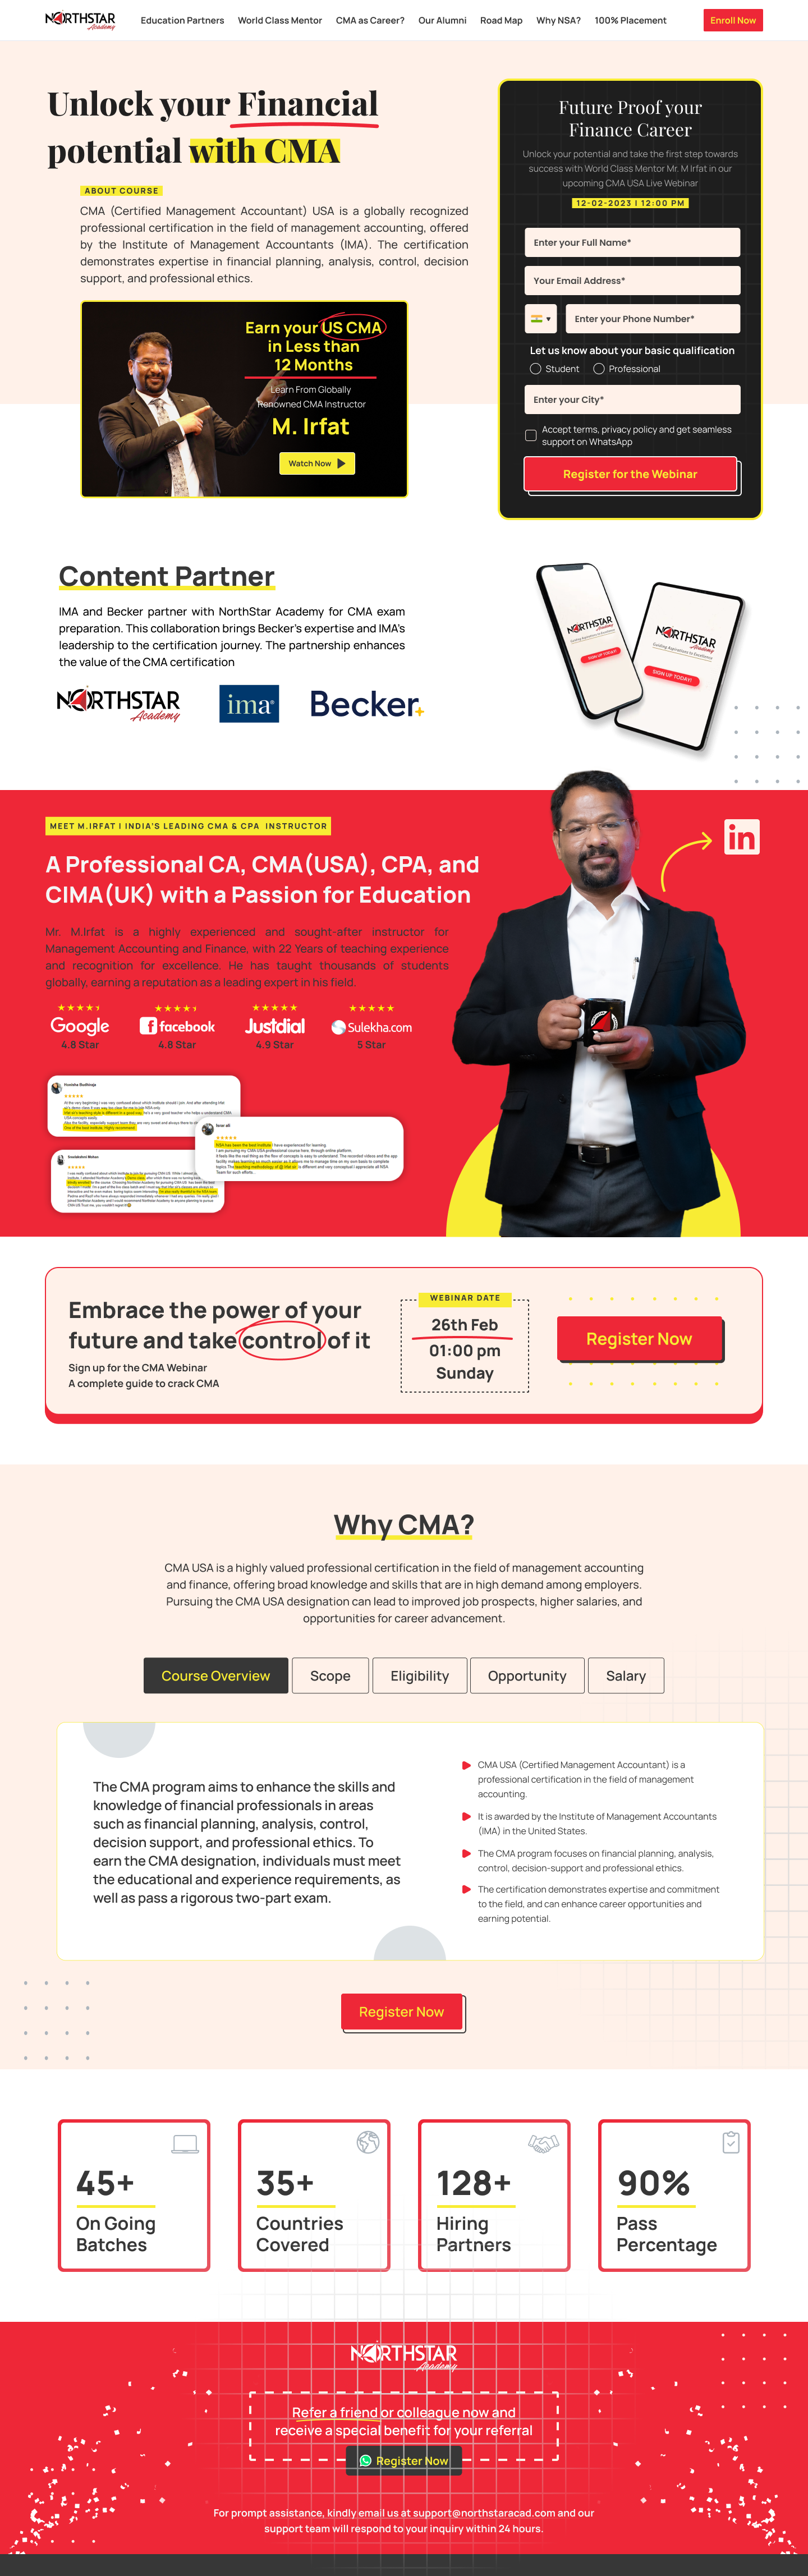 NORTHSTAR
Academy
Education Partners
World Class Mentor
CMA as Career?
Our Alumni
Road Map
Why NSA?
100% Placement
Enroll Now
Unlock your Financial
potential with CMA
ABOUT COURSE
CMA (Certified Management Accountant) USA is a globally recognized
professional certification in the field of management accounting, offered
by the Institute of Management Accountants (IMA). The certification
demonstrates expertise in financial planning, analysis, control, decision
support, and professional ethics.
Earn your US CMA
in Less than
12 Months
Learn From Globally
Renowned CMA Instructor
M. Irfat
Watch Now
Future Proof your
Finance Career
Unlock your potential and take the first step towards
success with World Class Mentor Mr. M Irfat in our
upcoming CMA USA Live Webinar
12-02-2023 | 12:00 PM
Enter your Full Name*
Your Email Address*
Enter your Phone Number*
Let us know about your basic qualification
Student
Professional
Enter your City*
Accept terms, privacy policy and get seamless
support on WhatsApp
Register for the Webinar
Content Partner
IMA and Becker partner with NorthStar Academy for CMA exam
preparation. This collaboration brings Becker's expertise and IMA's
leadership to the certification journey. The partnership enhances
the value of the CMA certification
NORTHSTAR
Academy
ima
Becker
NORTHSTAR
Academy
SIGN UP TODAY!
NORTHSTAR
Academy
SIGN UP TODAY!
MEET M.IRFAT I INDIA'S LEADING CMA & CPA INSTRUCTOR
A Professional CA, CMA(USA), CPA, and
CIMA(UK) with a Passion for Education
Mr. M.Irfat is a highly experienced and sought-after instructor for
Management Accounting and Finance, with 22 Years of teaching experience
and recognition for excellence. He has taught thousands of students
globally, earning a reputation as a leading expert in his field.
Google
4.8 Star
facebook
4.8 Star
Justdial
4.9 Star
Sulekha.com
5 Star
in
Embrace the power of your
future and take control of it
Sign up for the CMA Webinar
A complete guide to crack CMA
WEBINAR DATE
26th Feb
01:00 pm
Sunday
Register Now
Why CMA?
CMA USA is a highly valued professional certification in the field of management accounting
and finance, offering broad knowledge and skills that are in high demand among employers.
Pursuing the CMA USA designation can lead to improved job prospects, higher salaries, and
opportunities for career advancement.
Course Overview
Scope
Eligibility
Opportunity
Salary
The CMA program aims to enhance the skills and
knowledge of financial professionals in areas
such as financial planning, analysis, control,
decision support, and professional ethics. To
earn the CMA designation, individuals must meet
the educational and experience requirements, as
well as pass a rigorous two-part exam.
CMA USA (Certified Management Accountant) is a
professional certification in the field of management
accounting.
It is awarded by the Institute of Management Accountants
(IMA) in the United States.
The CMA program focuses on financial planning, analysis,
control, decision-support and professional ethics.
The certification demonstrates expertise and commitment
to the field, and can enhance career opportunities and
earning potential.
Register Now
45+
On Going
Batches
35+
Countries
Covered
128+
Hiring
Partners
90%
Pass
Percentage
NORTHSTAR
Academy
Refer a friend or colleague now and
receive a special benefit for your referral
Register Now
For prompt assistance, kindly email us at support@northstaracad.com and our
support team will respond to your inquiry within 24 hours.